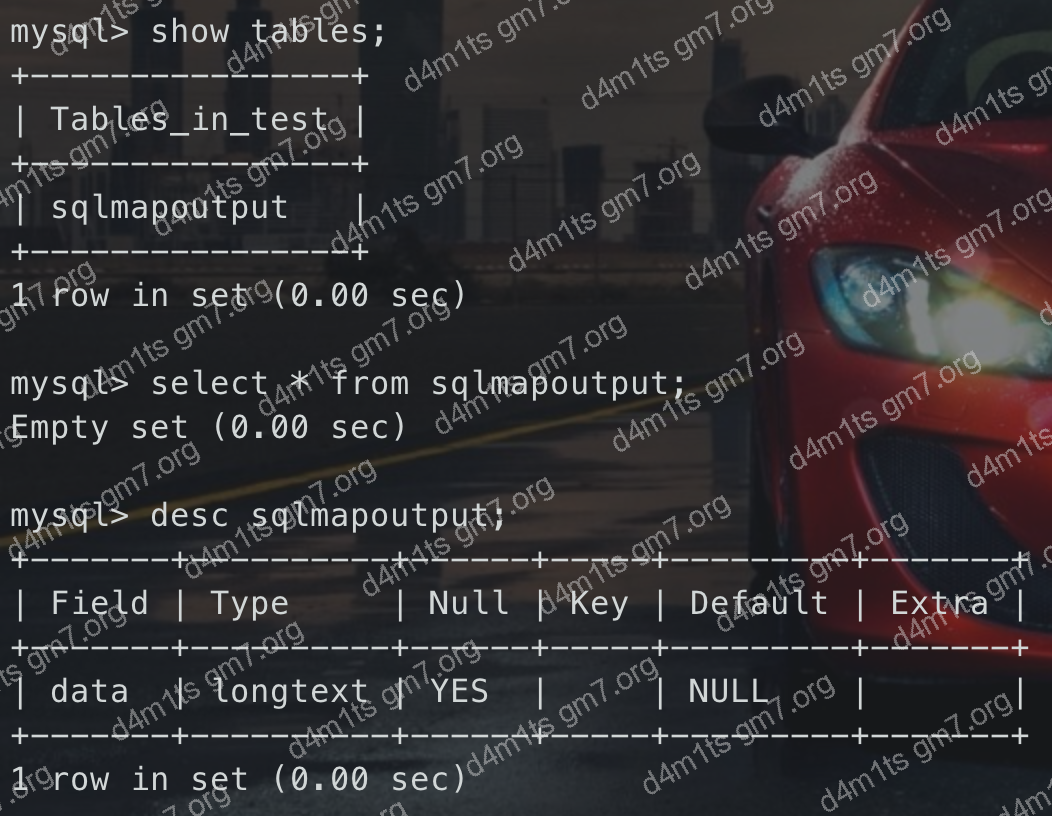 mysql> show tables;
+----------------+
| Tables_in_test |
+----------------+
| sqlmapoutput   |
+----------------+
1 row in set (0.00 sec)

mysql> select * from sqlmapoutput;
Empty set (0.00 sec)

mysql> desc sqlmapoutput;
+-------+----------+------+-----+---------+-------+
| Field | Type     | Null | Key | Default | Extra |
+-------+----------+------+-----+---------+-------+
| data  | longtext | YES  |     | NULL    |       |
+-------+----------+------+-----+---------+-------+
1 row in set (0.00 sec)
d4m1ts gm7.org